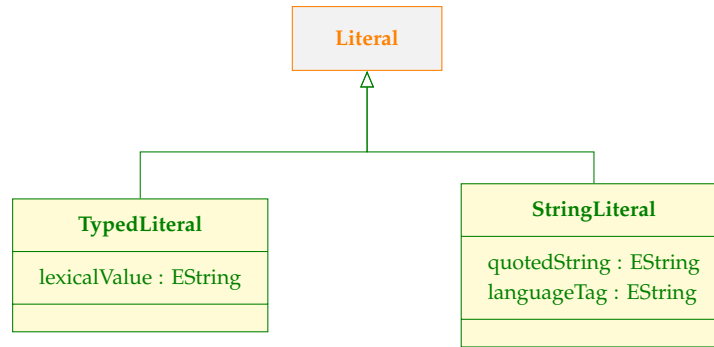 Literal
TypedLiteral
lexicalValue : EString
StringLiteral
quotedString : EString
languageTag : EString